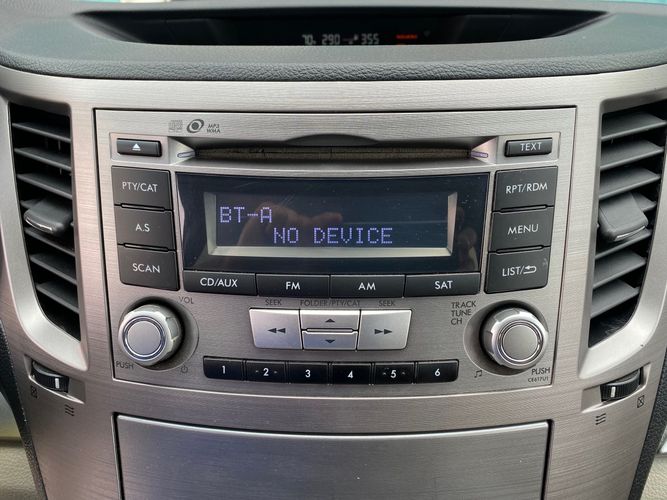 70°F 290 355
MP3
WMA
TEXT
PTY/CAT
RPT/RDM
BT-A
A.S
MENU
NO DEVICE
SCAN
LIST/
CD/AUX FM AM SAT
VOL
SEEK FOLDER/PTY/CAT SEEK
TRACK
TUNE
CH
PUSH
PUSH
1 2 3 4 5 6
CE617U1